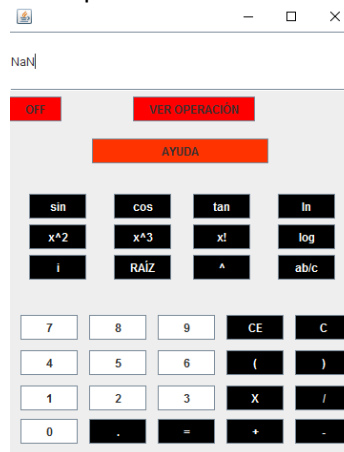 NaN
OFF VER OPERACIÓN
AYUDA
sin cos tan ln
x^2 x^3 x! log
i RAÍZ ^ ab/c
7 8 9 CE C
4 5 6 ( )
1 2 3 X /
0 . = + -